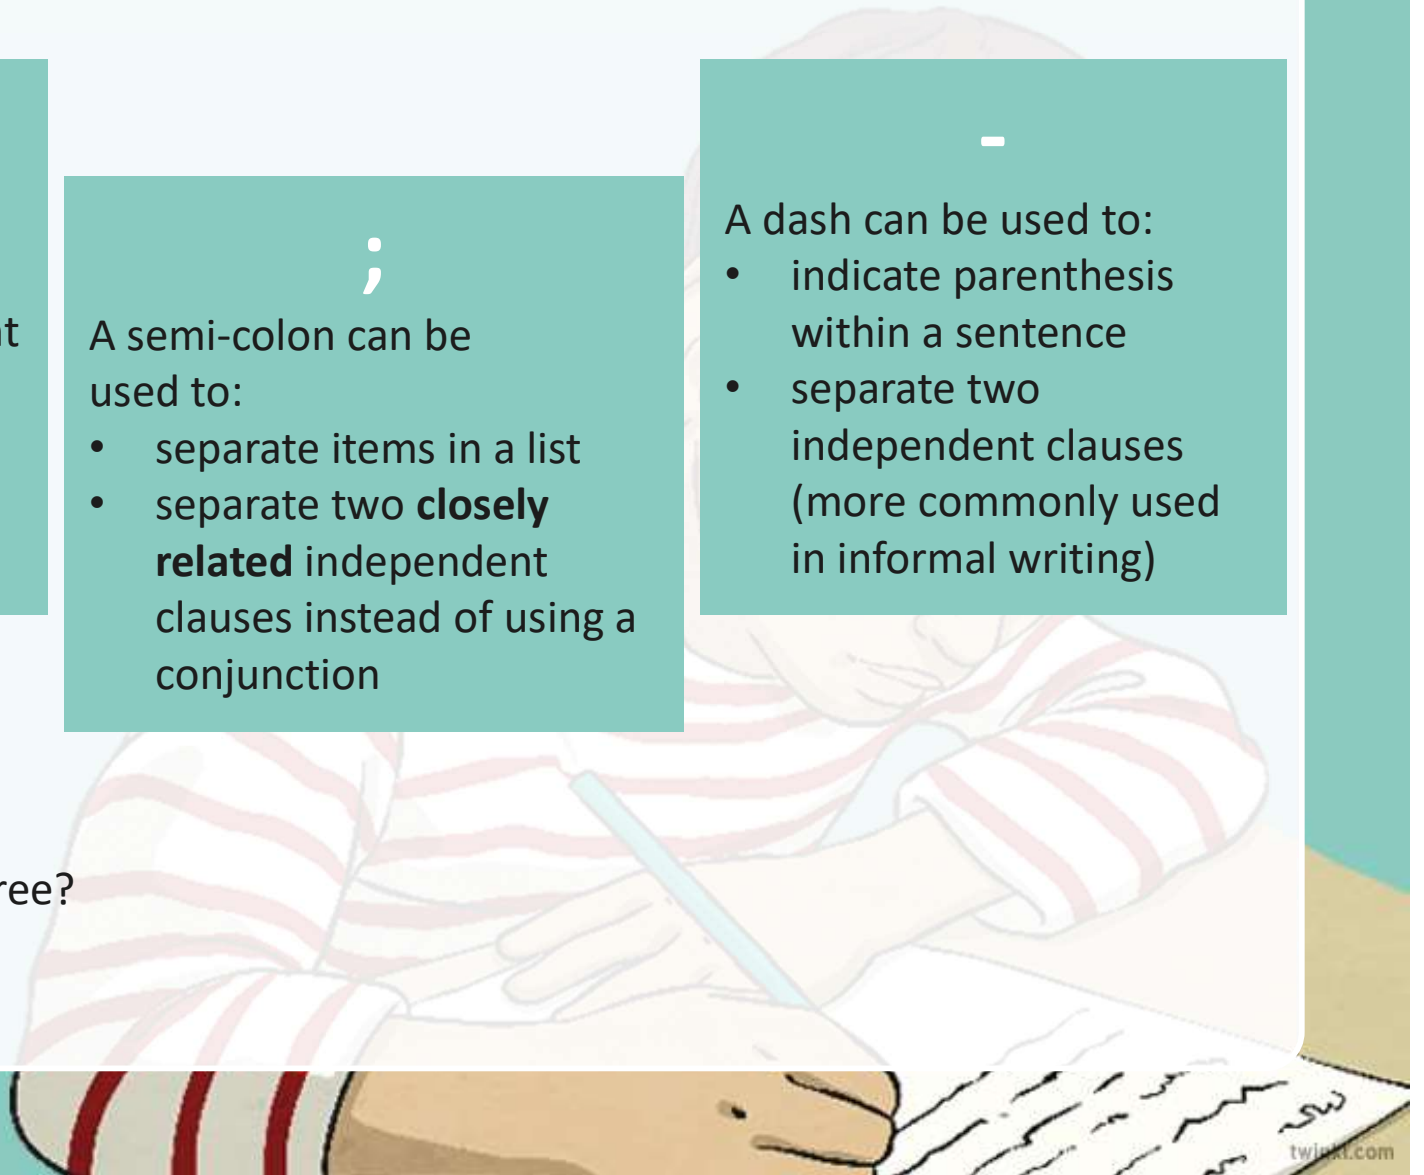 ;
A semi-colon can be
used to:
• separate items in a list
• separate two closely
related independent
clauses instead of using a
conjunction
-
A dash can be used to:
• indicate parenthesis
within a sentence
• separate two
independent clauses
(more commonly used
in informal writing)
ree?
twinkl.com